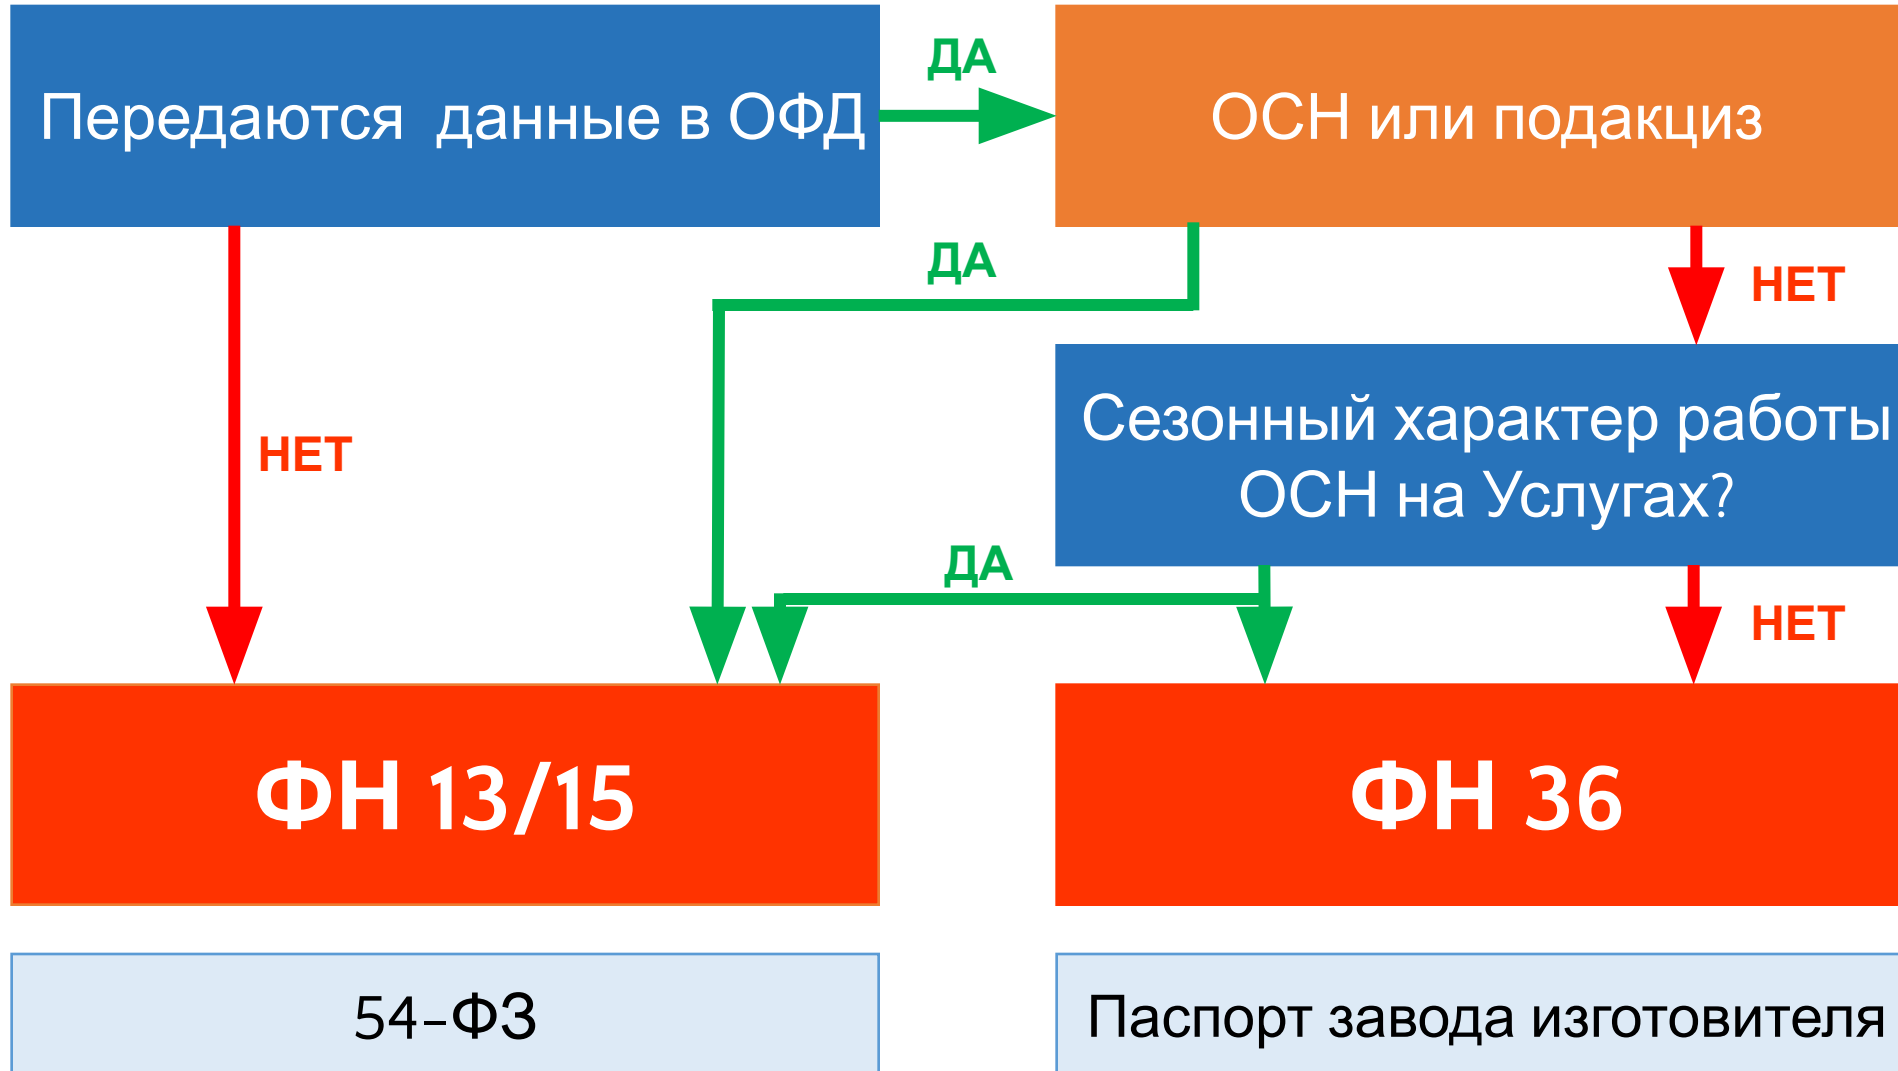 Передаются данные в ОФД
ДА
ОСН или подакциз
ДА
НЕТ
НЕТ
Сезонный характер работы
ОСН на Услугах?
ДА
НЕТ
ФН 13/15
ФН 36
54-ФЗ
Паспорт завода изготовителя